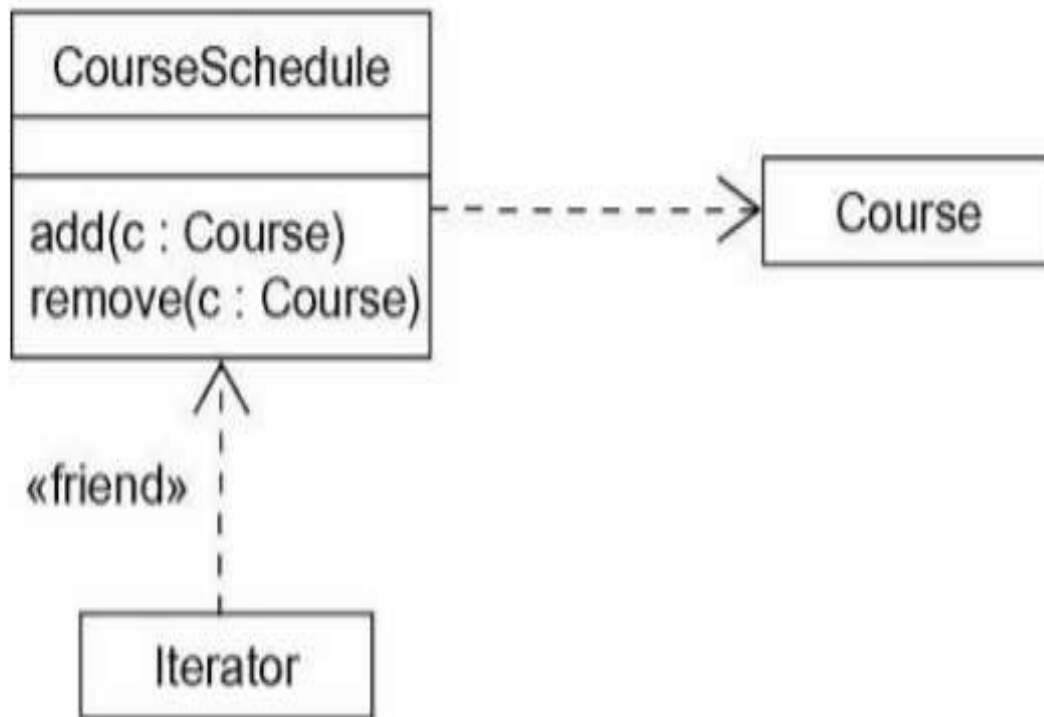 CourseSchedule
add(c : Course)
remove(c : Course)
Course
«friend»
Iterator